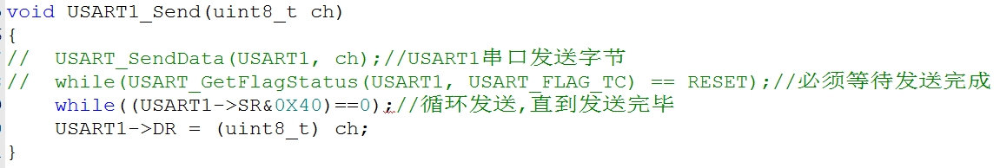 void USART1_Send(uint8_t ch)
{
//  USART_SendData(USART1, ch);//USART1串口发送字节
//  while(USART_GetFlagStatus(USART1, USART_FLAG_TC) == RESET);//必须等待发送完成
    while((USART1->SR&0X40)==0);//循环发送,直到发送完毕
    USART1->DR = (uint8_t) ch;
}